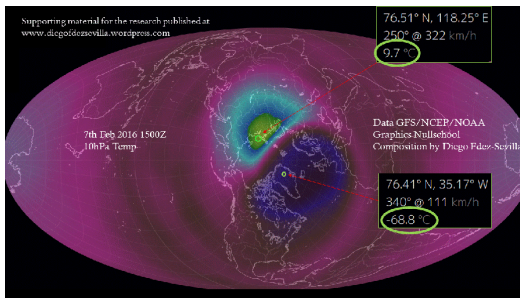 Supporting material for the research published at
www.diegofdezsevilla.wordpress.com
76.51° N, 118.25° E
250° @ 322 km/h
9.7 °C
7th Feb 2016 1500Z
10hPa Temp-
Data GFS/NCEP/NOAA
Graphics Nullschöol
Composition by Diego Fdez-Sevilla
76.41° N, 35.17° W
340° @ 111 km/h
-68.8 °C